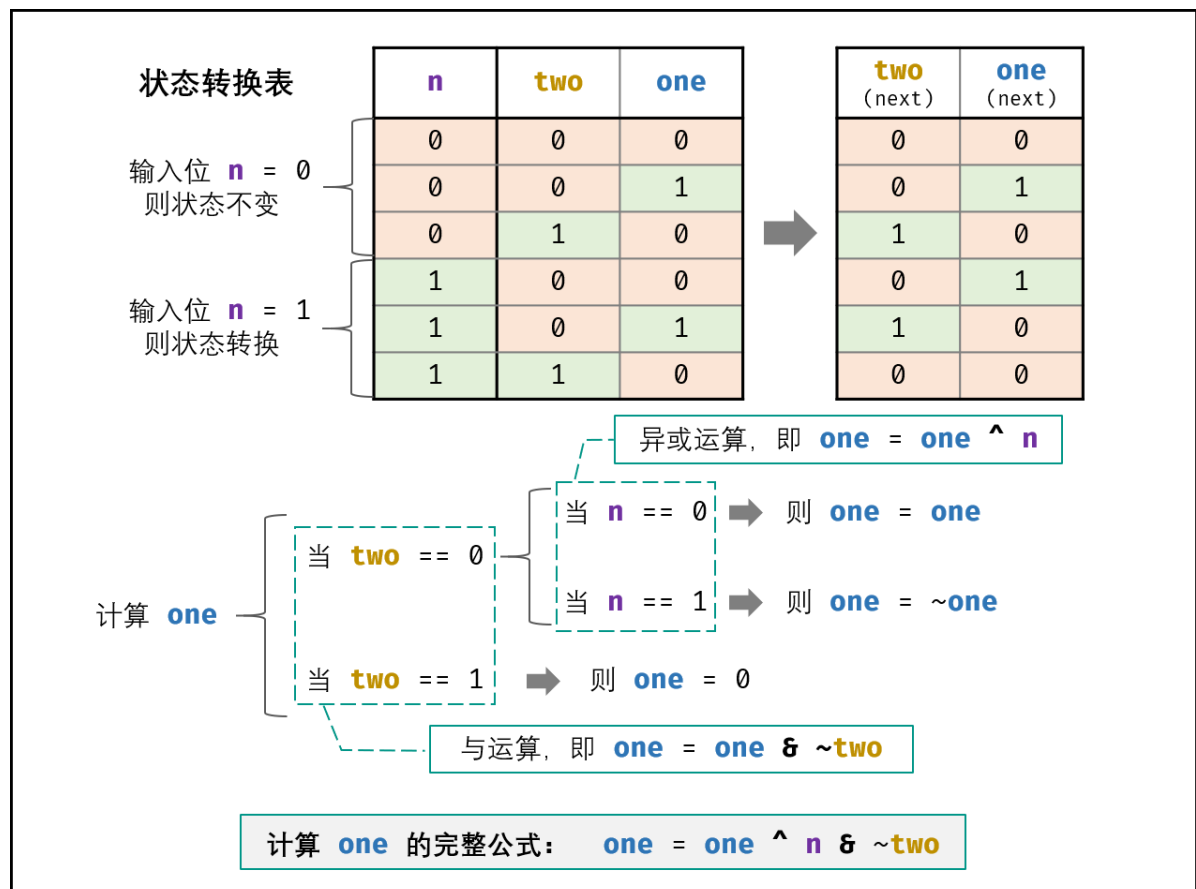 状态转换表
n two one
two one
(next) (next)
输入位 n = 0
则状态不变
输入位 n = 1
则状态转换
0 0 0 0 0
0 0 1 0 1
0 1 0 1 0
1 0 0 0 1
1 0 1 1 0
1 1 0 0 0
异或运算，即 one = one ^ n
当 n == 0 则 one = one
当 two == 0
当 n == 1 则 one = ~one
计算 one
当 two == 1 则 one = 0
与运算，即 one = one & ~two
计算 one 的完整公式： one = one ^ n & ~two